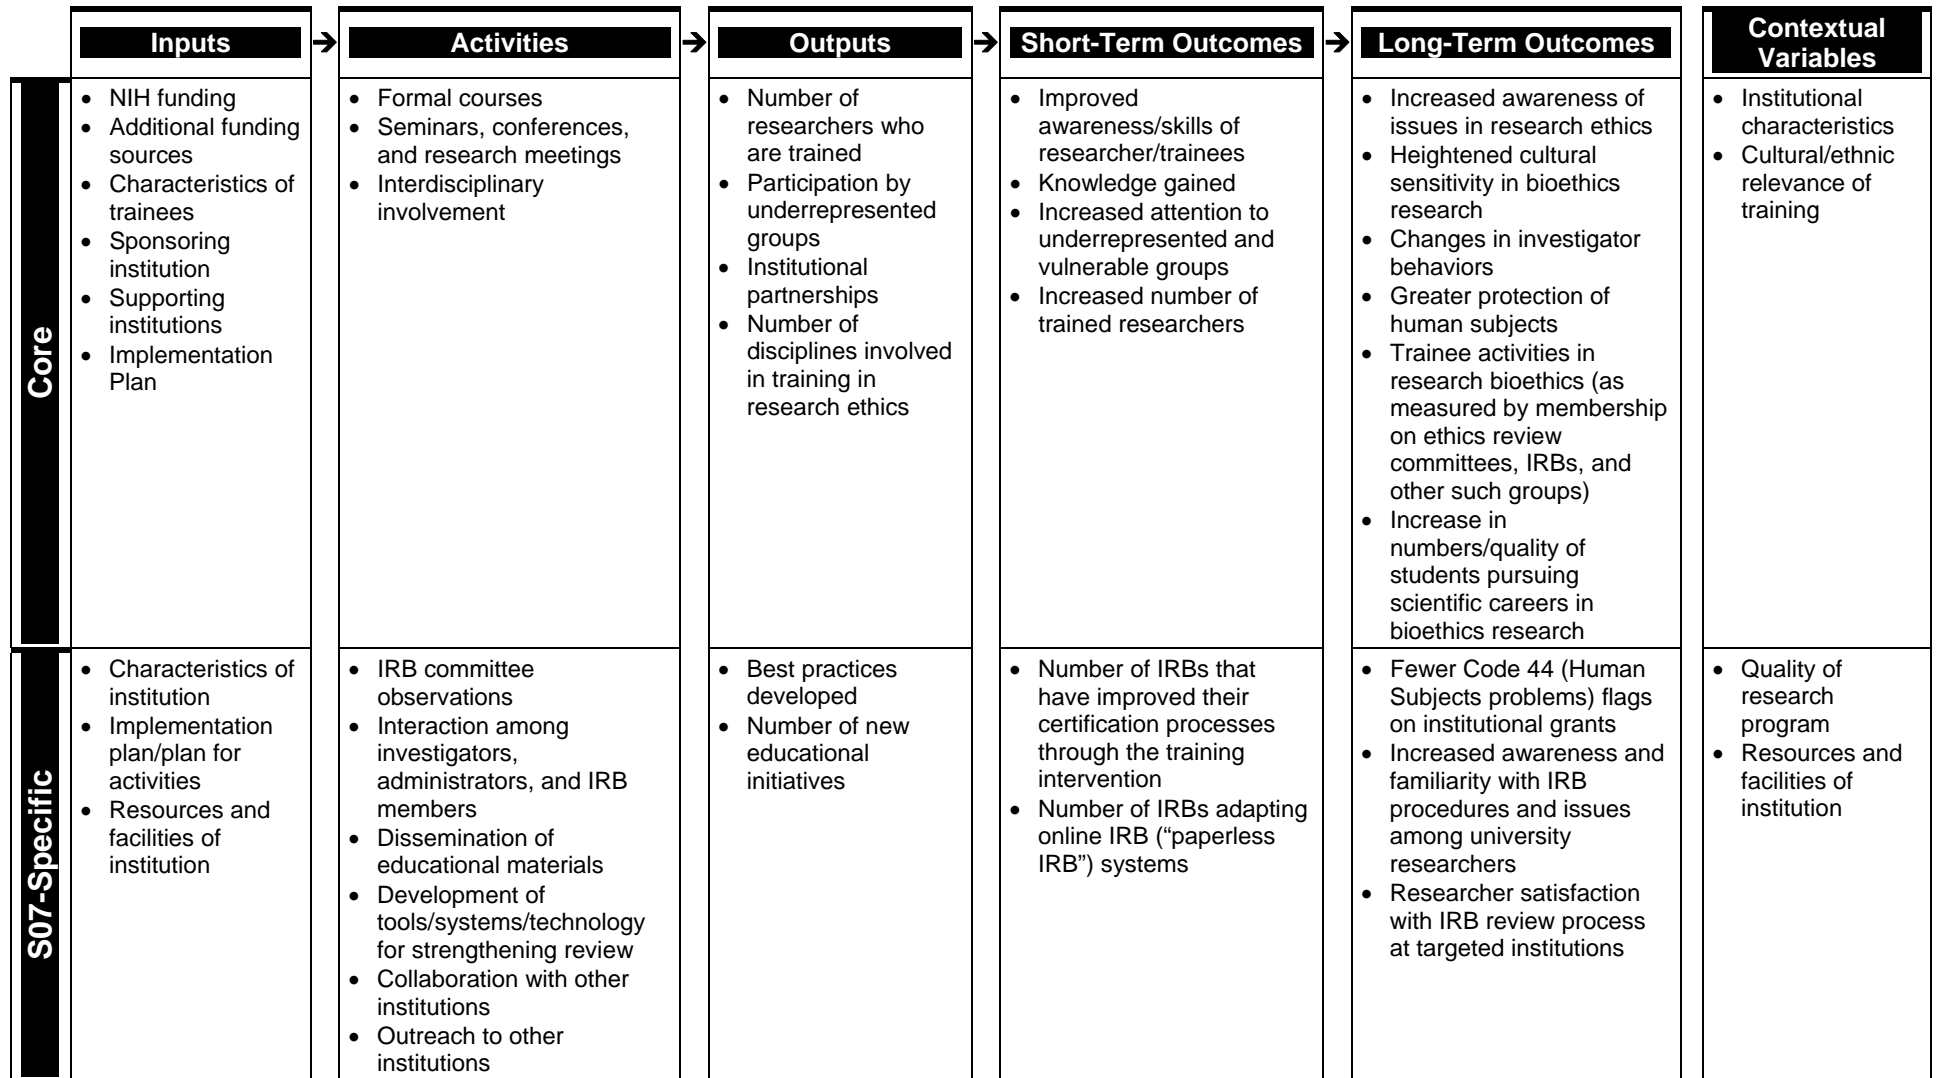 Inputs
➔
Activities
➔
Outputs
➔
Short-Term Outcomes
➔
Long-Term Outcomes
Contextual
Variables
Core
• NIH funding
• Additional funding
sources
• Characteristics of
trainees
• Sponsoring
institution
• Supporting
institutions
• Implementation
Plan
• Formal courses
• Seminars, conferences,
and research meetings
• Interdisciplinary
involvement
• Number of
researchers who
are trained
• Participation by
underrepresented
groups
• Institutional
partnerships
• Number of
disciplines involved
in training in
research ethics
• Improved
awareness/skills of
researcher/trainees
• Knowledge gained
• Increased attention to
underrepresented and
vulnerable groups
• Increased number of
trained researchers
• Increased awareness of
issues in research ethics
• Heightened cultural
sensitivity in bioethics
research
• Changes in investigator
behaviors
• Greater protection of
human subjects
• Trainee activities in
research bioethics (as
measured by membership
on ethics review
committees, IRBs, and
other such groups)
• Increase in
numbers/quality of
students pursuing
scientific careers in
bioethics research
• Institutional
characteristics
• Cultural/ethnic
relevance of
training
S07-Specific
• Characteristics of
institution
• Implementation
plan/plan for
activities
• Resources and
facilities of
institution
• IRB committee
observations
• Interaction among
investigators,
administrators, and IRB
members
• Dissemination of
educational materials
• Development of
tools/systems/technology
for strengthening review
• Collaboration with other
institutions
• Outreach to other
institutions
• Best practices
developed
• Number of new
educational
initiatives
• Number of IRBs that
have improved their
certification processes
through the training
intervention
• Number of IRBs adapting
online IRB (“paperless
IRB”) systems
• Fewer Code 44 (Human
Subjects problems) flags
on institutional grants
• Increased awareness and
familiarity with IRB
procedures and issues
among university
researchers
• Researcher satisfaction
with IRB review process
at targeted institutions
• Quality of
research
program
• Resources and
facilities of
institution